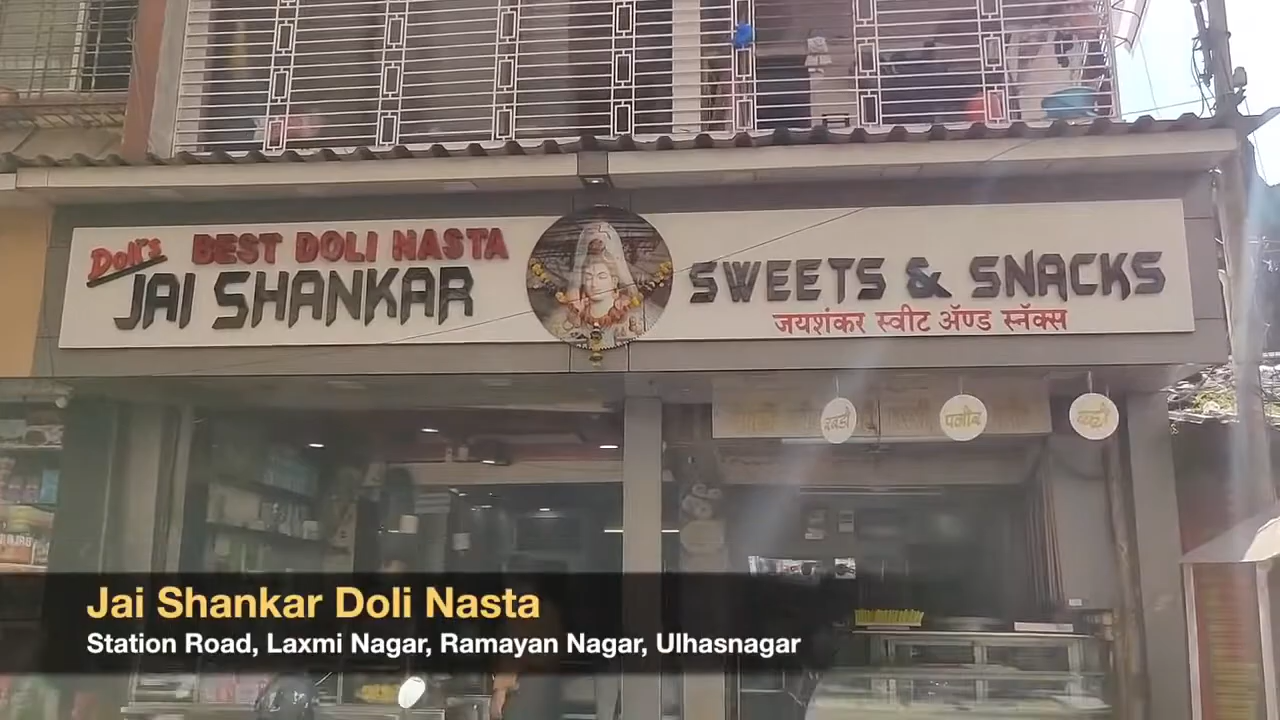 Doli's
BEST DOLI NASTA
JAI SHANKAR
SWEETS & SNACKS
जयशंकर स्वीट ॲण्ड स्नॅक्स
रबडी
पनीर
Jai Shankar Doli Nasta
Station Road, Laxmi Nagar, Ramayan Nagar, Ulhasnagar